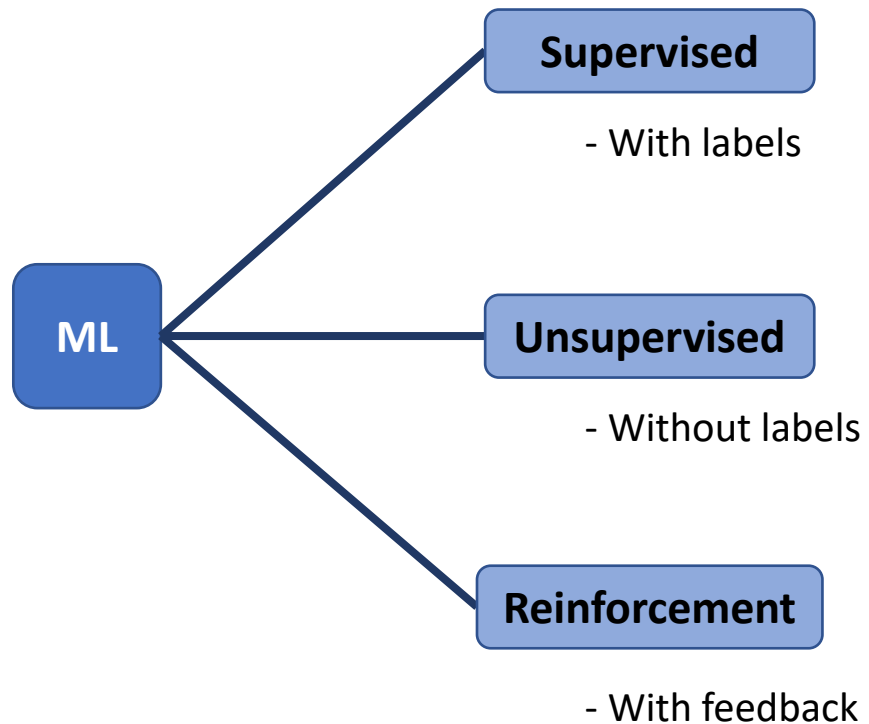 Supervised
- With labels
ML
Unsupervised
- Without labels
Reinforcement
- With feedback